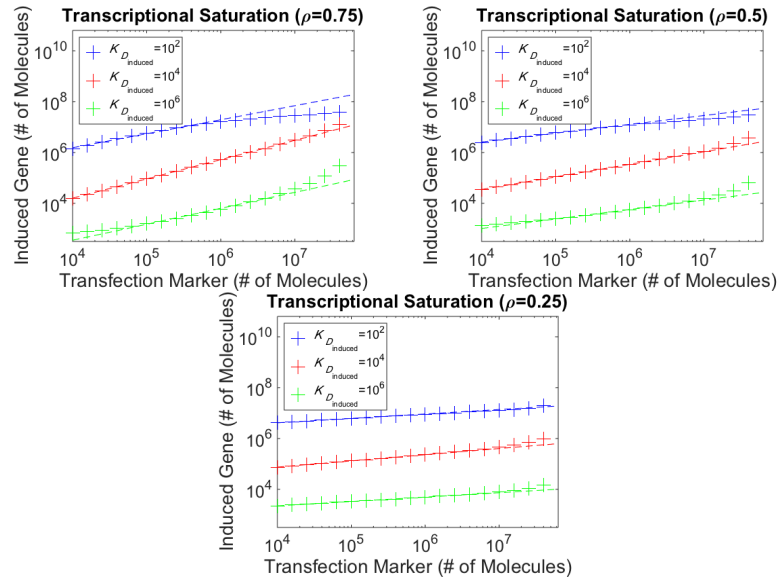 Transcriptional Saturation (ρ=0.75)
Induced Gene (# of Molecules)
10^10
10^8
10^6
10^4
K_D_induced=10^2
K_D_induced=10^4
K_D_induced=10^6
10^4 10^5 10^6 10^7
Transfection Marker (# of Molecules)
Transcriptional Saturation (ρ=0.5)
Induced Gene (# of Molecules)
10^10
10^8
10^6
10^4
K_D_induced=10^2
K_D_induced=10^4
K_D_induced=10^6
10^4 10^5 10^6 10^7
Transfection Marker (# of Molecules)
Transcriptional Saturation (ρ=0.25)
Induced Gene (# of Molecules)
10^10
10^8
10^6
10^4
K_D_induced=10^2
K_D_induced=10^4
K_D_induced=10^6
10^4 10^5 10^6 10^7
Transfection Marker (# of Molecules)